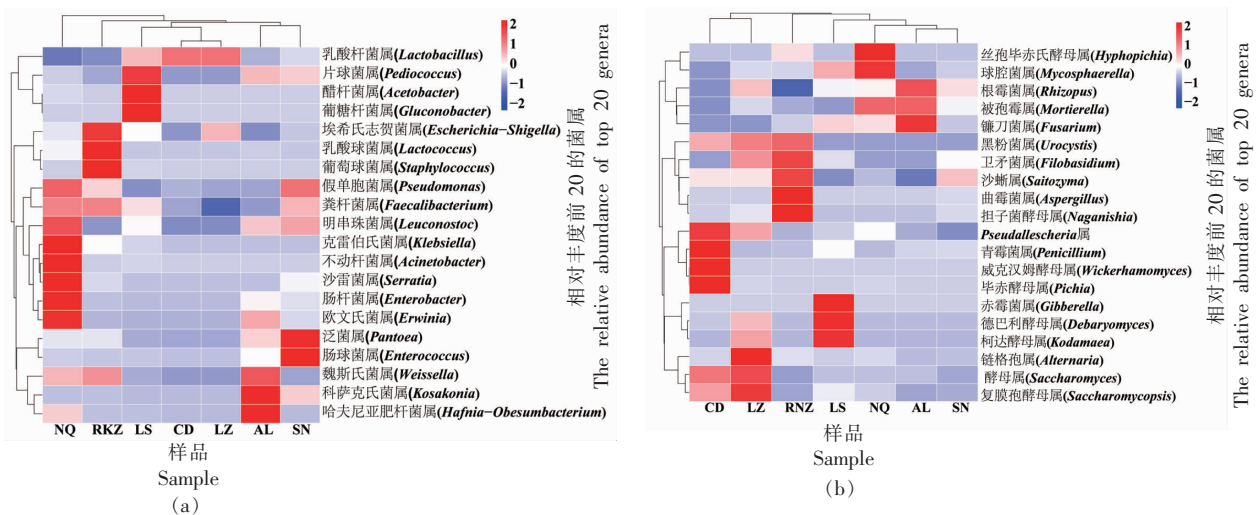 2
1
0
−1
−2
乳酸杆菌属(Lactobacillus)
片球菌属(Pediococcus)
醋杆菌属(Acetobacter)
葡糖杆菌属(Gluconobacter)
埃希氏志贺菌属(Escherichia−Shigella)
乳酸球菌属(Lactococcus)
葡萄球菌属(Staphylococcus)
假单胞菌属(Pseudomonas)
粪杆菌属(Faecalibacterium)
明串珠菌属(Leuconostoc)
克雷伯氏菌属(Klebsiella)
不动杆菌属(Acinetobacter)
沙雷菌属(Serratia)
肠杆菌属(Enterobacter)
欧文氏菌属(Erwinia)
泛菌属(Pantoea)
肠球菌属(Enterococcus)
魏斯氏菌属(Weissella)
科萨克氏菌属(Kosakonia)
哈夫尼亚肥杆菌属(Hafnia−Obesumbacterium)
NQ RKZ LS CD LZ AL SN
样品
Sample
(a)
相对丰度前20的菌属
The relative abundance of top 20 genera
2
1
0
−1
−2
丝孢毕赤氏酵母属(Hyphopichia)
球腔菌属(Mycosphaerella)
根霉菌属(Rhizopus)
被孢霉属(Mortierella)
镰刀菌属(Fusarium)
黑粉菌属(Urocystis)
卫矛菌属(Filobasidium)
沙蜥属(Saitozyma)
曲霉菌属(Aspergillus)
担子菌酵母属(Naganishia)
Pseudallescheria属
青霉菌属(Penicillium)
威克汉姆酵母属(Wickerhamomyces)
毕赤酵母属(Pichia)
赤霉菌属(Gibberella)
德巴利酵母属(Debaryomyces)
柯达酵母属(Kodamaea)
链格孢属(Alternaria)
酵母属(Saccharomyces)
复膜孢酵母属(Saccharomycopsis)
CD LZ RNZ LS NQ AL SN
样品
Sample
(b)
相对丰度前20的菌属
The relative abundance of top 20 genera